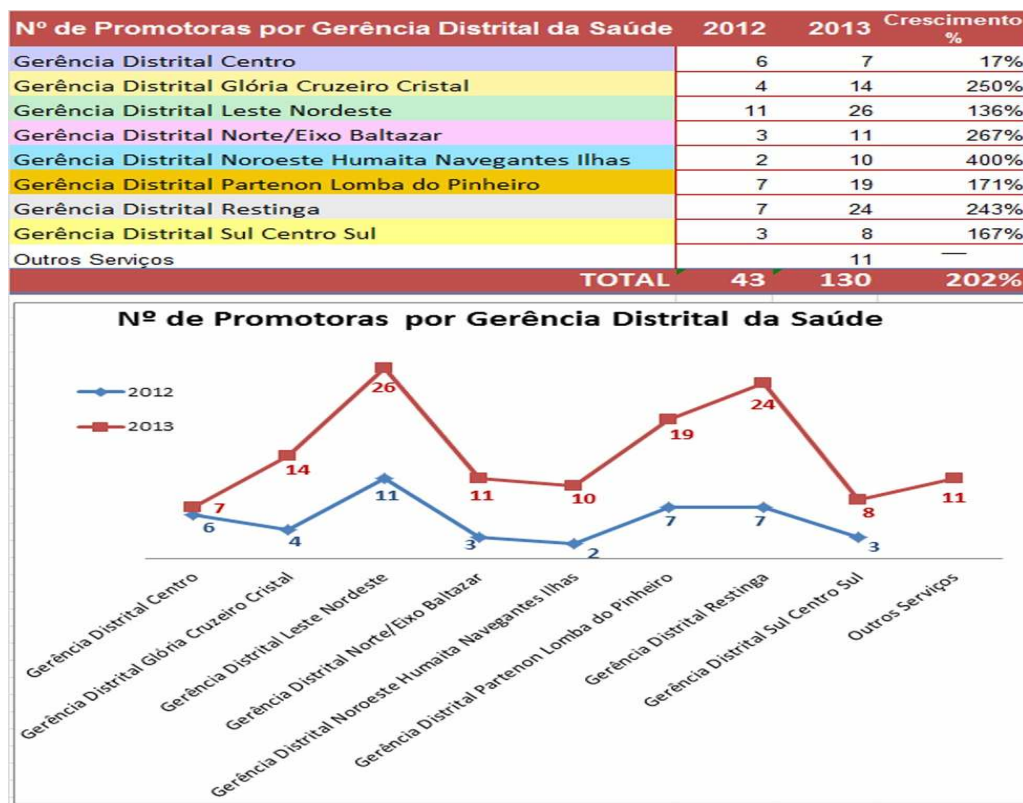 Nº de Promotoras por Gerência Distrital da Saúde 2012 2013 Crescimento %
Gerência Distrital Centro 6 7 17%
Gerência Distrital Glória Cruzeiro Cristal 4 14 250%
Gerência Distrital Leste Nordeste 11 26 136%
Gerência Distrital Norte/Eixo Baltazar 3 11 267%
Gerência Distrital Noroeste Humaita Navegantes Ilhas 2 10 400%
Gerência Distrital Partenon Lomba do Pinheiro 7 19 171%
Gerência Distrital Restinga 7 24 243%
Gerência Distrital Sul Centro Sul 3 8 167%
Outros Serviços 11 —
TOTAL 43 130 202%
Nº de Promotoras por Gerência Distrital da Saúde
2012
2013
7 14 26 11 10 19 24 8 11
6 4 11 3 2 7 7 3
Gerência Distrital Centro
Gerência Distrital Glória Cruzeiro Cristal
Gerência Distrital Leste Nordeste
Gerência Distrital Norte/Eixo Baltazar
Gerência Distrital Noroeste Humaita Navegantes Ilhas
Gerência Distrital Partenon Lomba do Pinheiro
Gerência Distrital Restinga
Gerência Distrital Sul Centro Sul
Outros Serviços